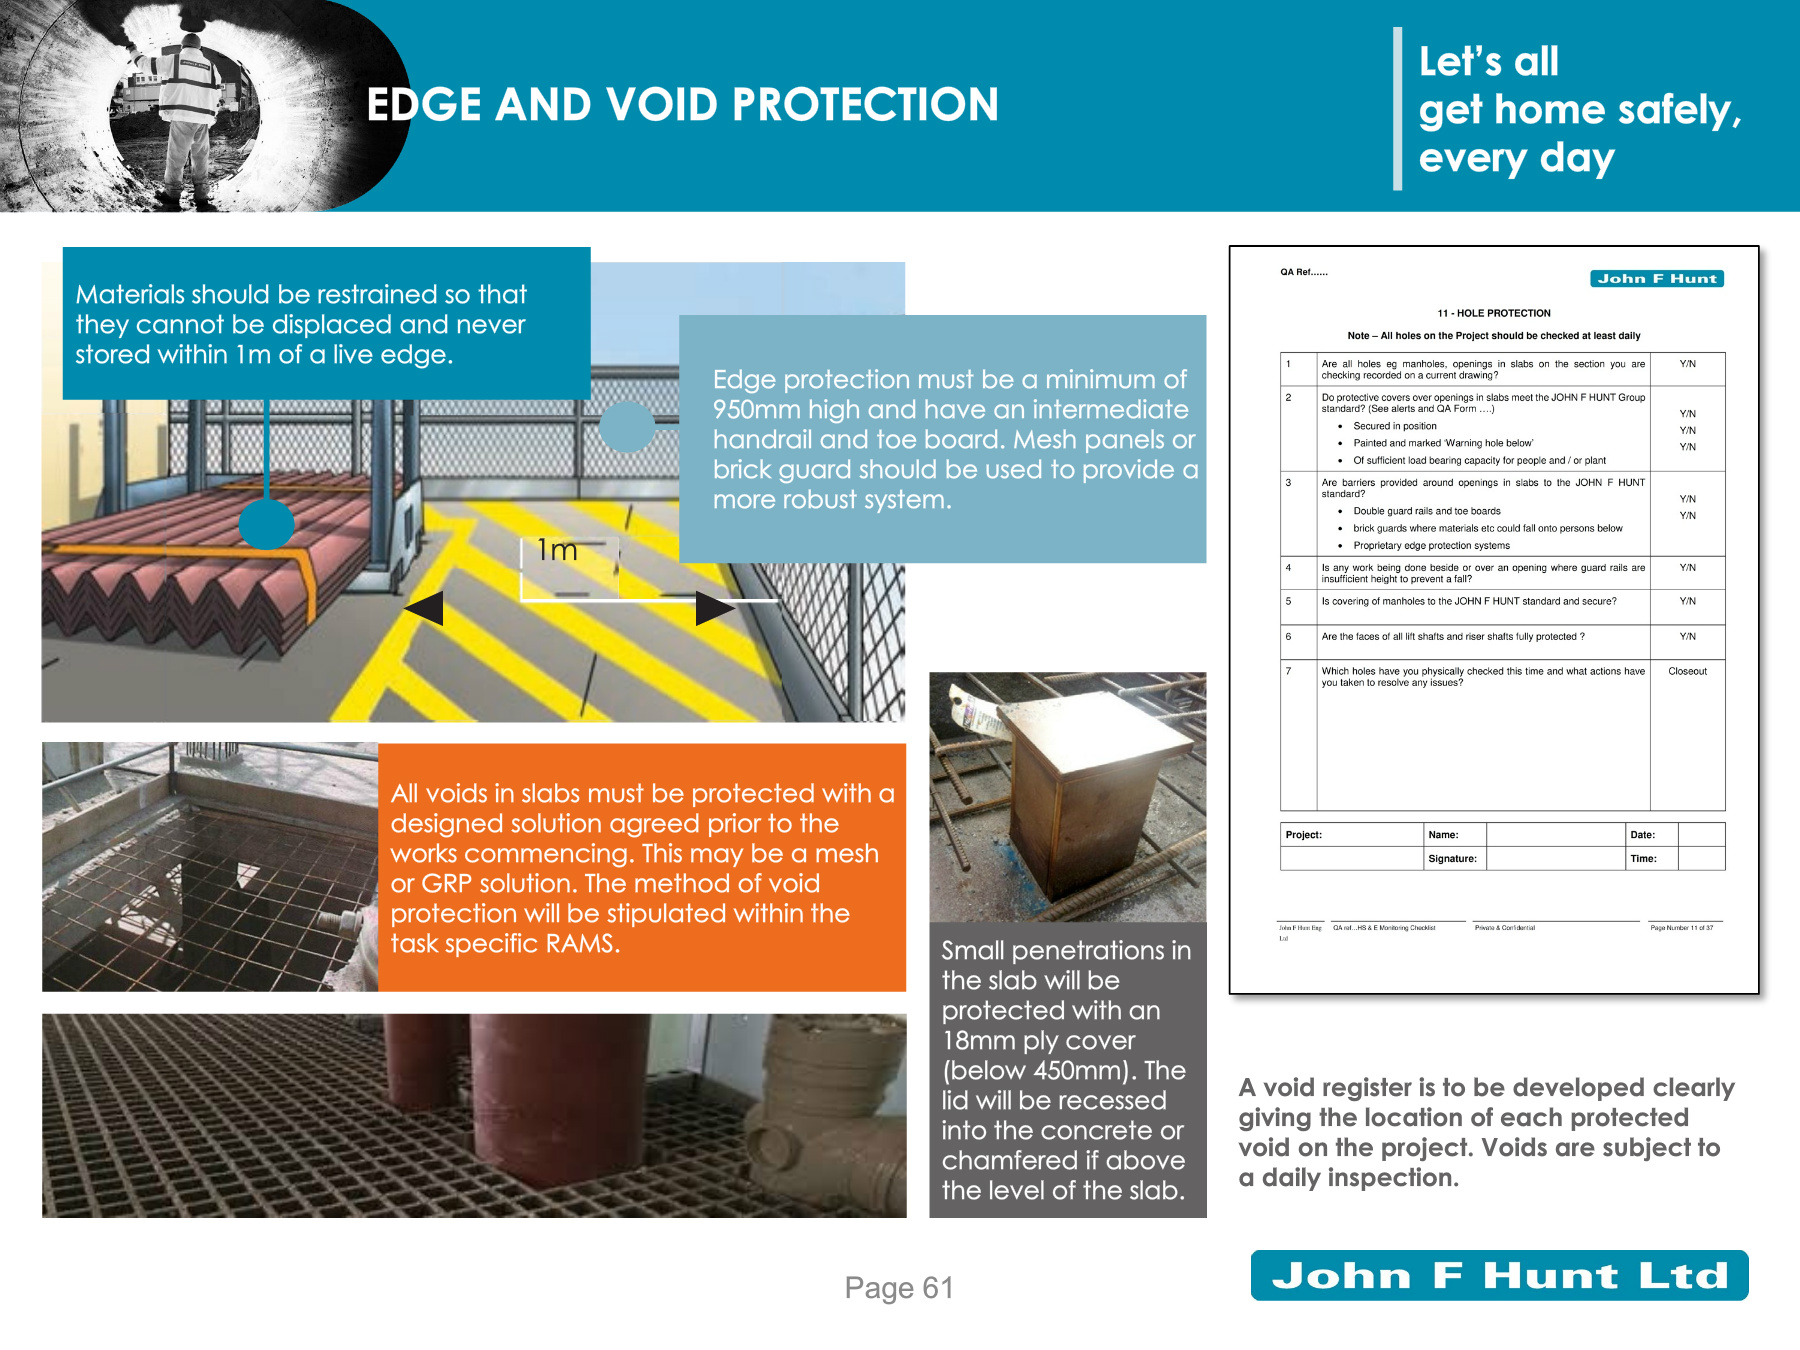 EDGE AND VOID PROTECTION
Let's all
get home safely,
every day
Materials should be restrained so that
they cannot be displaced and never
stored within 1m of a live edge.
Edge protection must be a minimum of
950mm high and have an intermediate
handrail and toe board. Mesh panels or
brick guard should be used to provide a
more robust system.
1m
All voids in slabs must be protected with a
designed solution agreed prior to the
works commencing. This may be a mesh
or GRP solution. The method of void
protection will be stipulated within the
task specific RAMS.
Small penetrations in
the slab will be
protected with an
18mm ply cover
(below 450mm). The
lid will be recessed
into the concrete or
chamfered if above
the level of the slab.
QA Ref......
John F Hunt
11 - HOLE PROTECTION
Note – All holes on the Project should be checked at least daily
1 Are all holes eg manholes, openings in slabs on the section you are Y/N
checking recorded on a current drawing?
2 Do protective covers over openings in slabs meet the JOHN F HUNT Group
standard? (See alerts and QA Form ….)
• Secured in position Y/N
• Painted and marked 'Warning hole below' Y/N
• Of sufficient load bearing capacity for people and / or plant Y/N
3 Are barriers provided around openings in slabs to the JOHN F HUNT
standard?
• Double guard rails and toe boards Y/N
• brick guards where materials etc could fall onto persons below Y/N
• Proprietary edge protection systems
4 Is any work being done beside or over an opening where guard rails are Y/N
insufficient height to prevent a fall?
5 Is covering of manholes to the JOHN F HUNT standard and secure? Y/N
6 Are the faces of all lift shafts and riser shafts fully protected ? Y/N
7 Which holes have you physically checked this time and what actions have Closeout
you taken to resolve any issues?
Project: Name: Date:
Signature: Time:
John F Hunt Eng QA ref...HS & E Monitoring Checklist Private & Confidential Page Number 11 of 37
Ltd
A void register is to be developed clearly
giving the location of each protected
void on the project. Voids are subject to
a daily inspection.
Page 61
John F Hunt Ltd